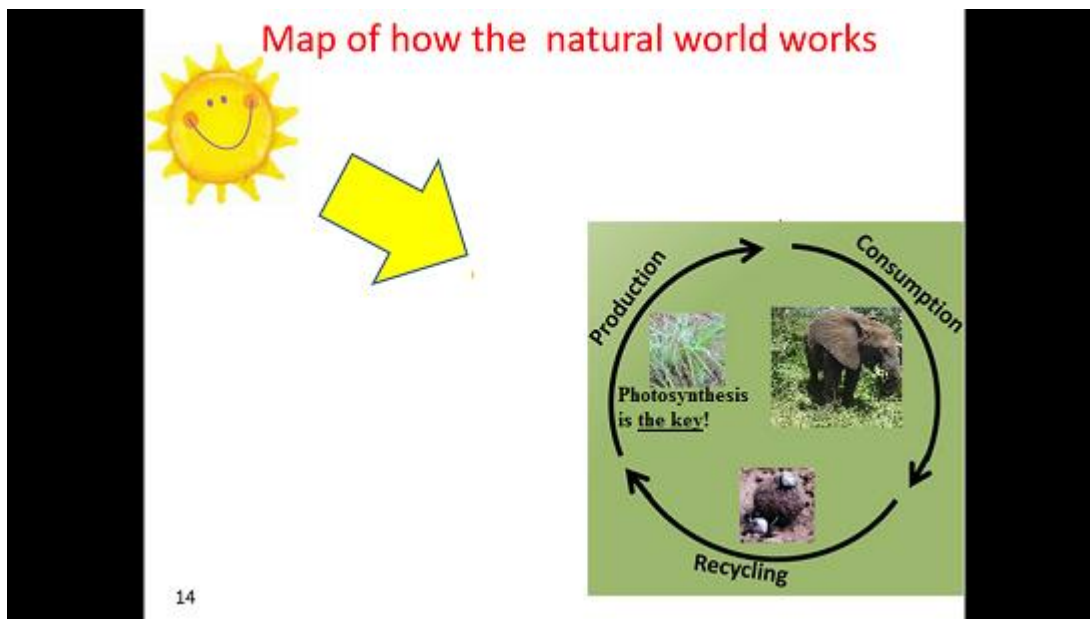 Map of how the natural world works
Production
Consumption
Photosynthesis
is the key!
Recycling
14